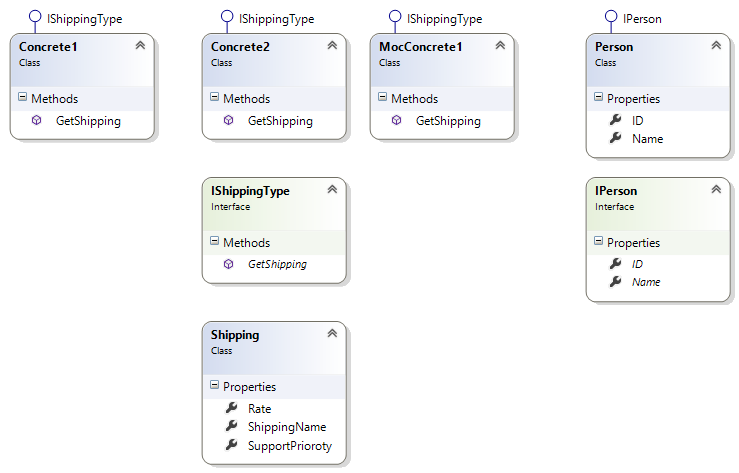 IShippingType
Concrete1
Class
Methods
GetShipping
IShippingType
Concrete2
Class
Methods
GetShipping
IShippingType
MocConcrete1
Class
Methods
GetShipping
IPerson
Person
Class
Properties
ID
Name
IShippingType
Interface
Methods
GetShipping
IPerson
Interface
Properties
ID
Name
Shipping
Class
Properties
Rate
ShippingName
SupportPrioroty